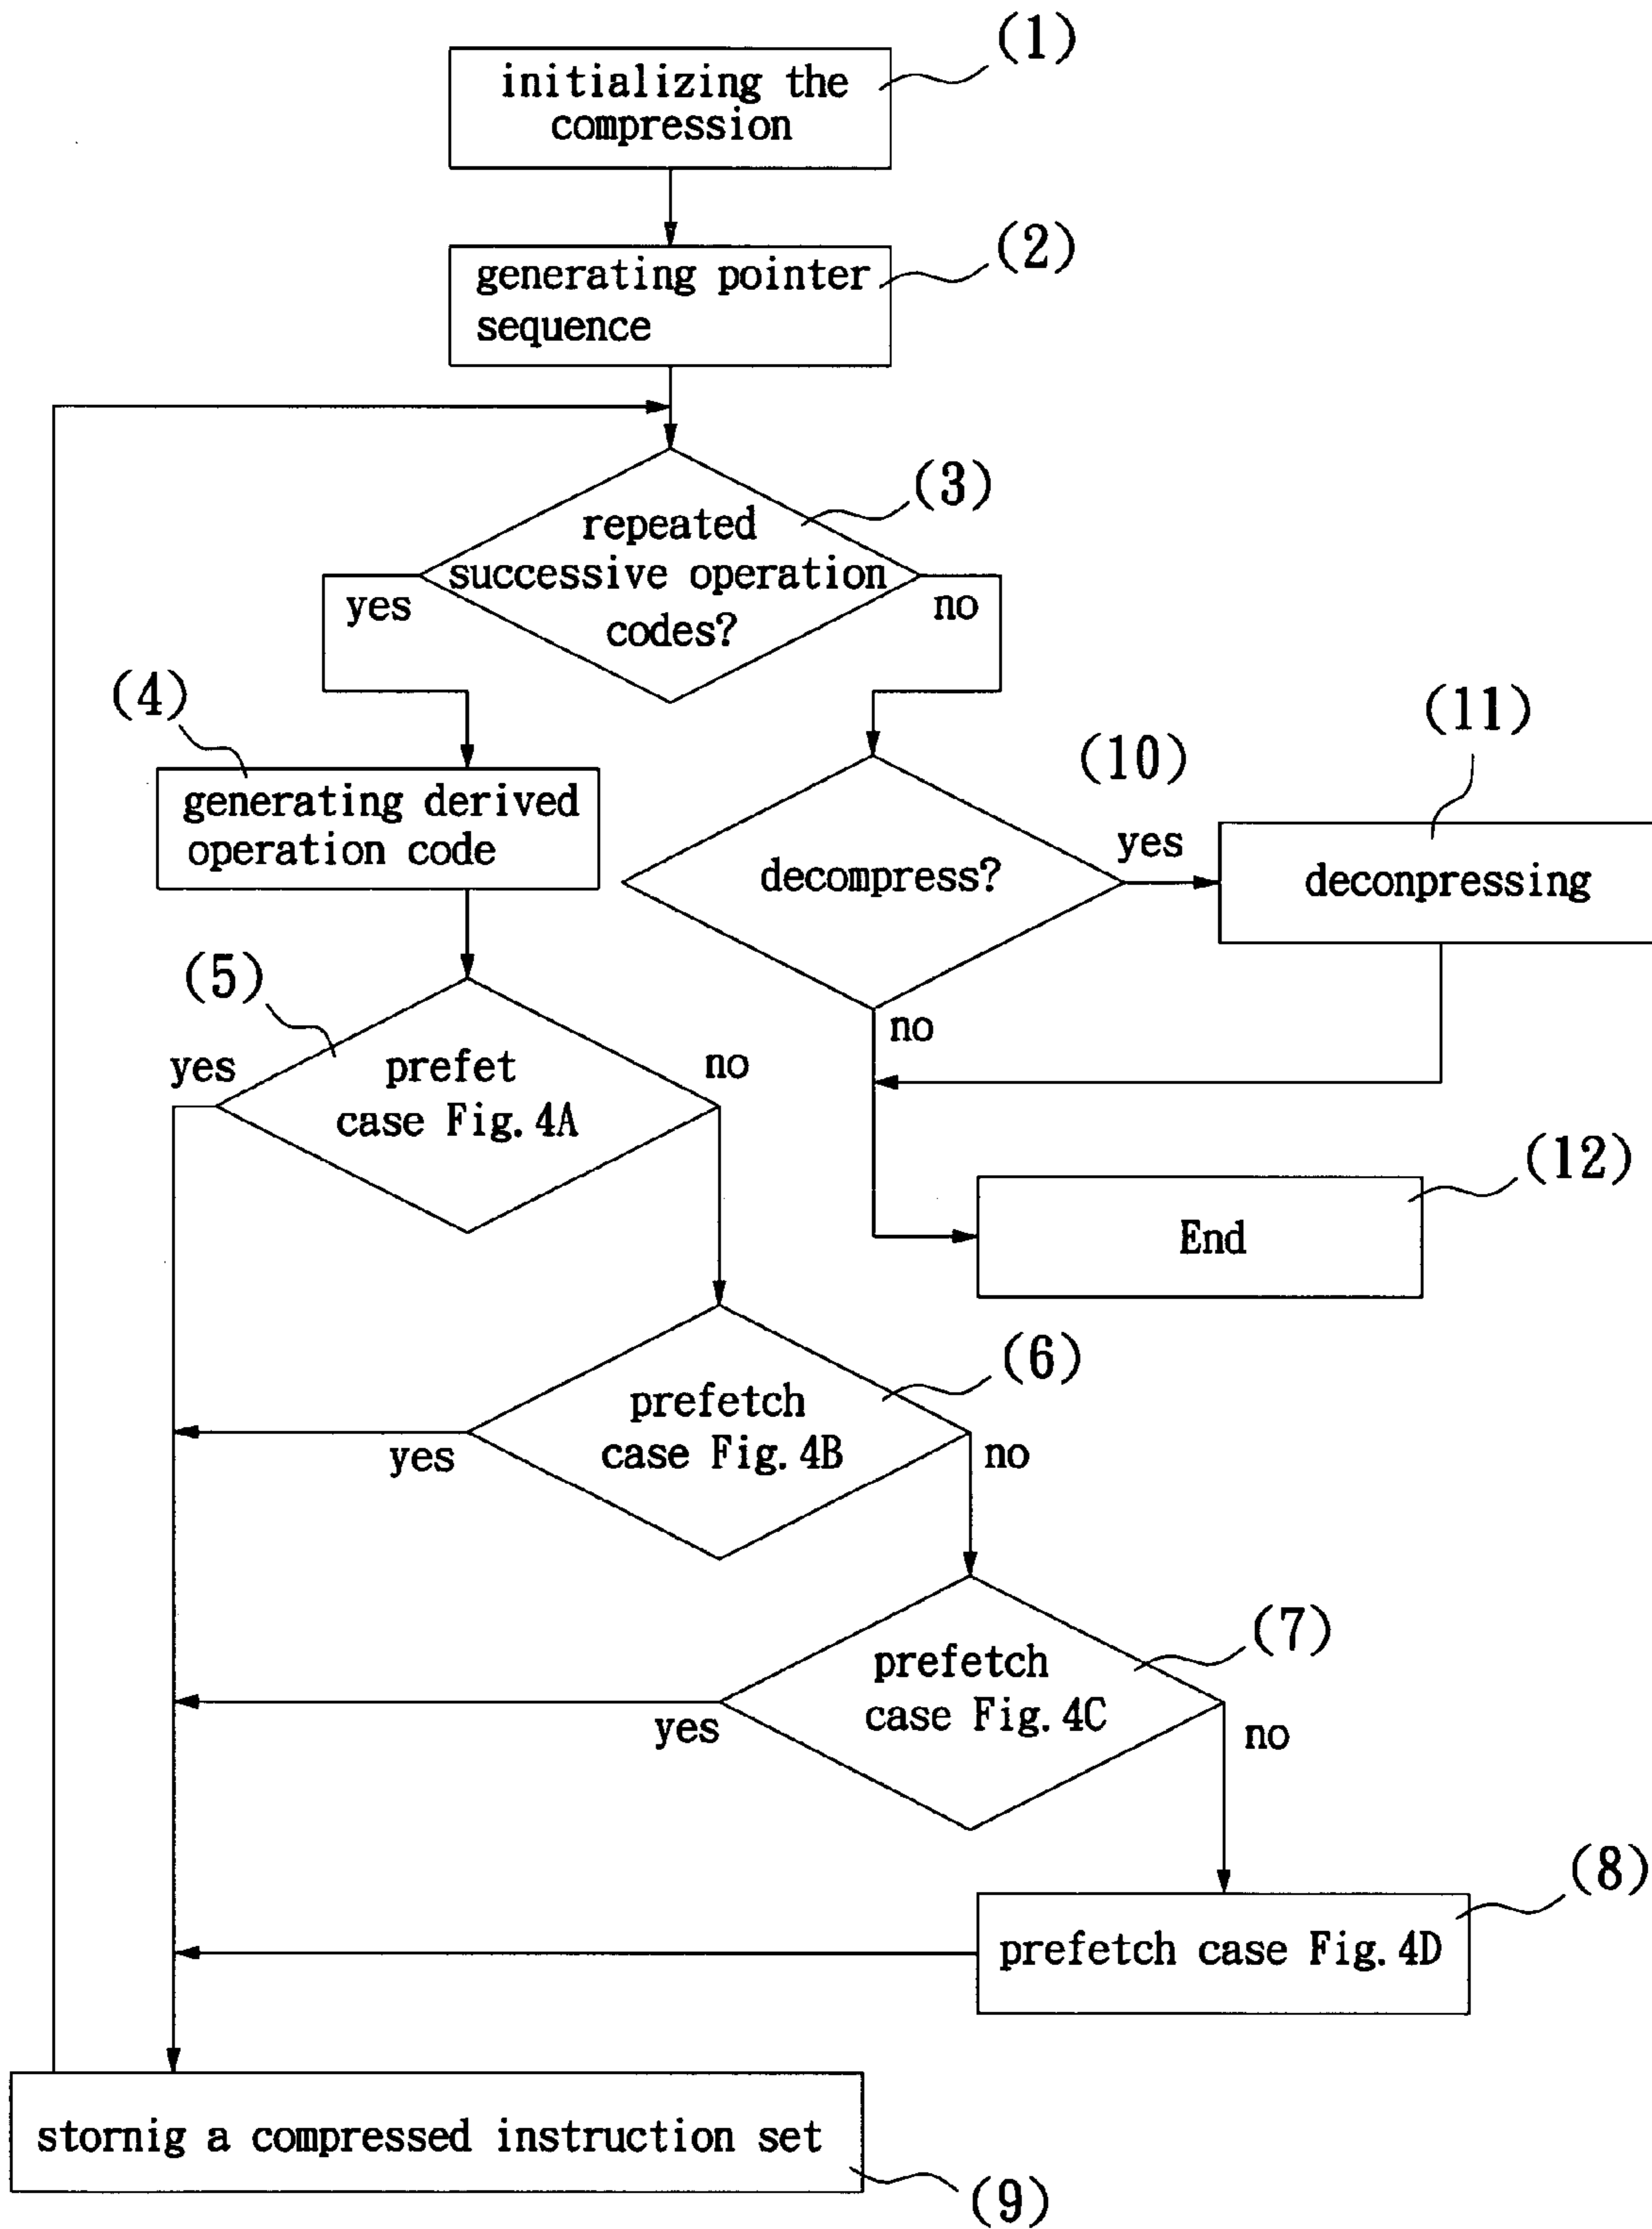 (1)
initializing the
compression
(2)
generating pointer
sequence
(3)
repeated
successive operation
codes?
yes
no
(4)
generating derived
operation code
(10)
decompress?
yes
no
(11)
deconpressing
(5)
prefet
case Fig. 4A
yes
no
(12)
End
(6)
prefetch
case Fig. 4B
yes
no
(7)
prefetch
case Fig. 4C
yes
no
(8)
prefetch case Fig. 4D
stornig a compressed instruction set
(9)